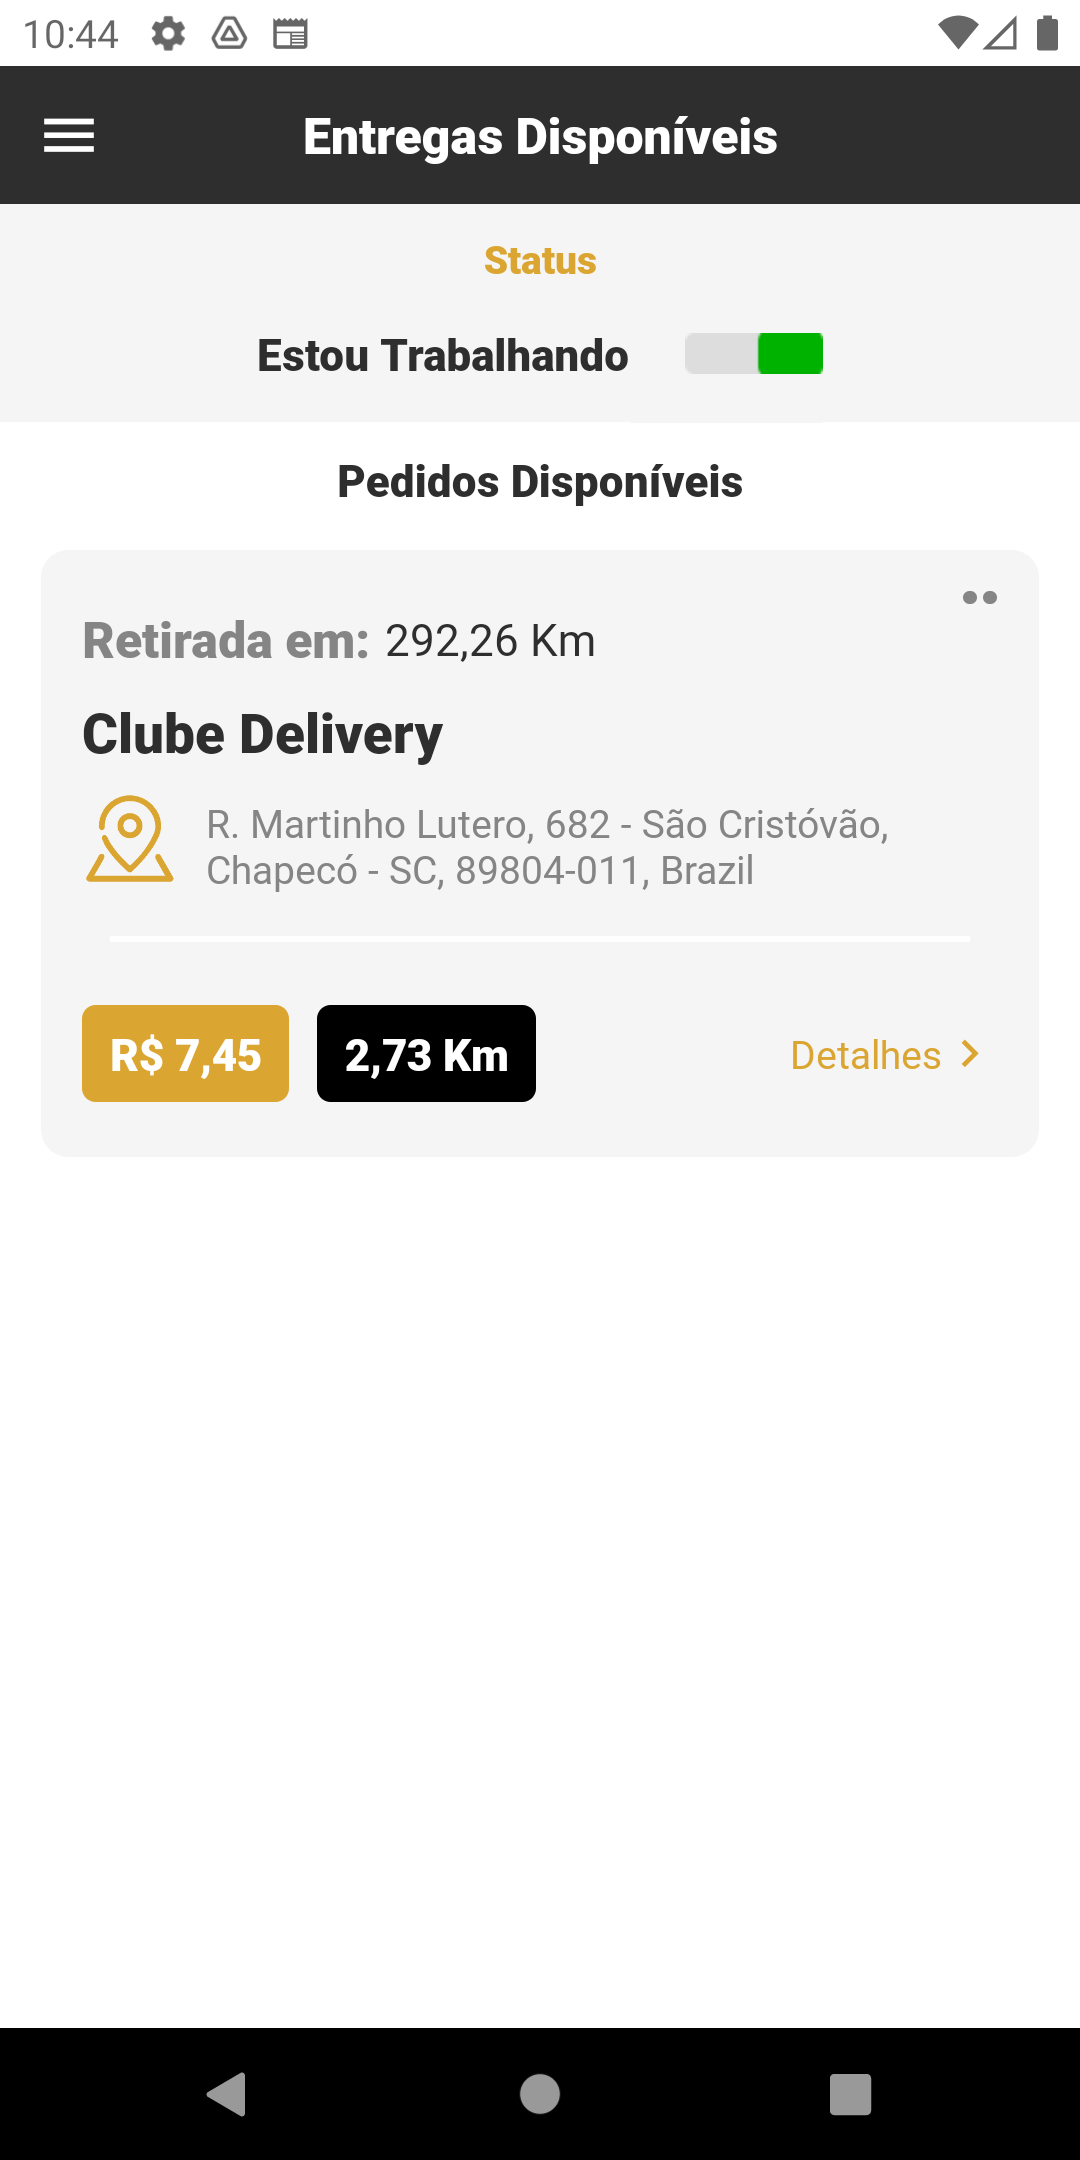 10:44
Entregas Disponíveis
Status
Estou Trabalhando
Pedidos Disponíveis
Retirada em: 292,26 Km
Clube Delivery
R. Martinho Lutero, 682 - São Cristóvão,
Chapecó - SC, 89804-011, Brazil
R$ 7,45 2,73 Km Detalhes